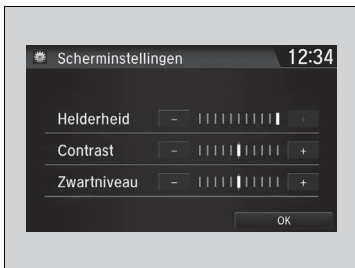 Scherminstellingen 12:34
Helderheid - +
Contrast - +
Zwartniveau - +
OK